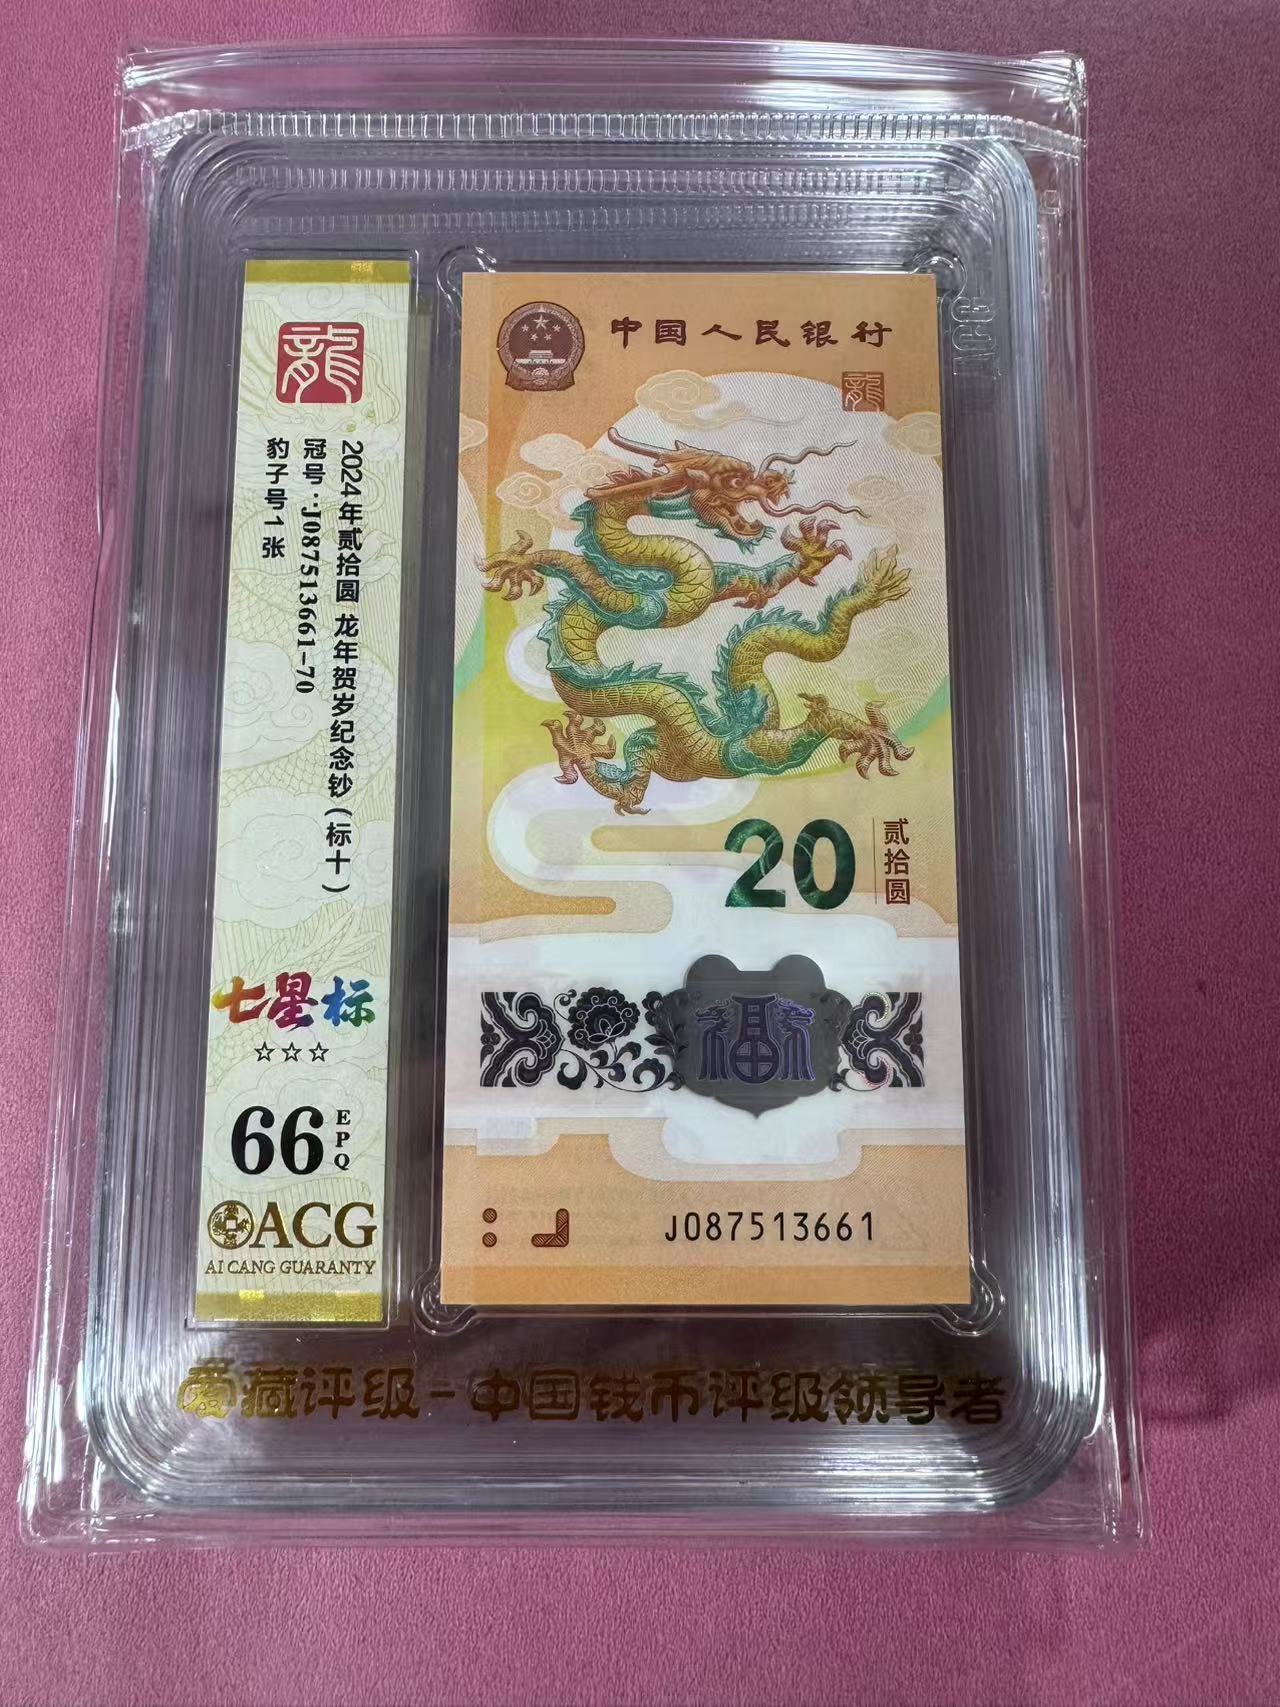 龍
2024年贰拾圆 龙年贺岁纪念钞(标十)
冠号:J087513661-70
豹子号1张
七星标
☆☆☆
66 EPQ
ACG
AI CANG GUARANTY
中国人民银行
龍
20
贰拾圆
福
J087513661
爱藏评级-中国钱币评级领导者